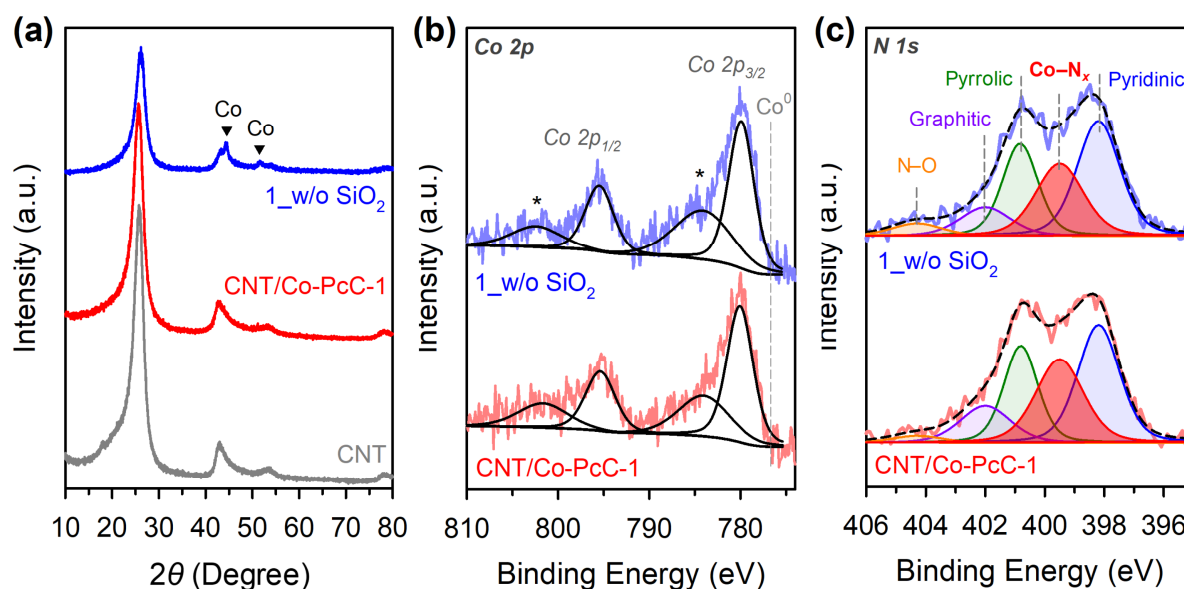 (a)
Intensity (a.u.)
Co
Co
1_w/o SiO₂
CNT/Co-PcC-1
CNT
10 20 30 40 50 60 70 80
2θ (Degree)
(b)
Intensity (a.u.)
Co 2p
Co 2p₃/₂
Co⁰
Co 2p₁/₂
*
*
1_w/o SiO₂
CNT/Co-PcC-1
810 800 790 780
Binding Energy (eV)
(c)
Intensity (a.u.)
N 1s
Pyrrolic
Co–Nₓ
Pyridinic
Graphitic
N–O
1_w/o SiO₂
CNT/Co-PcC-1
406 404 402 400 398 396
Binding Energy (eV)